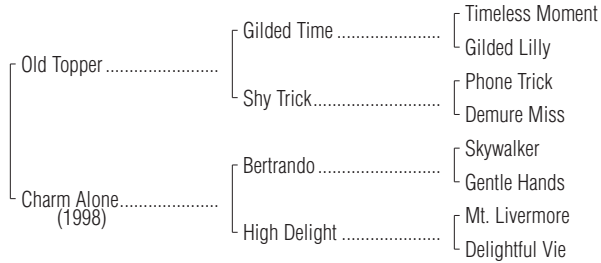 Timeless Moment
Gilded Time ..................
Gilded Lilly
Old Topper ...........................
Phone Trick
Shy Trick...............................
Demure Miss
Skywalker
Bertrando .............................
Gentle Hands
Charm Alone........................
(1998)
Mt. Livermore
High Delight ........................
Delightful Vie